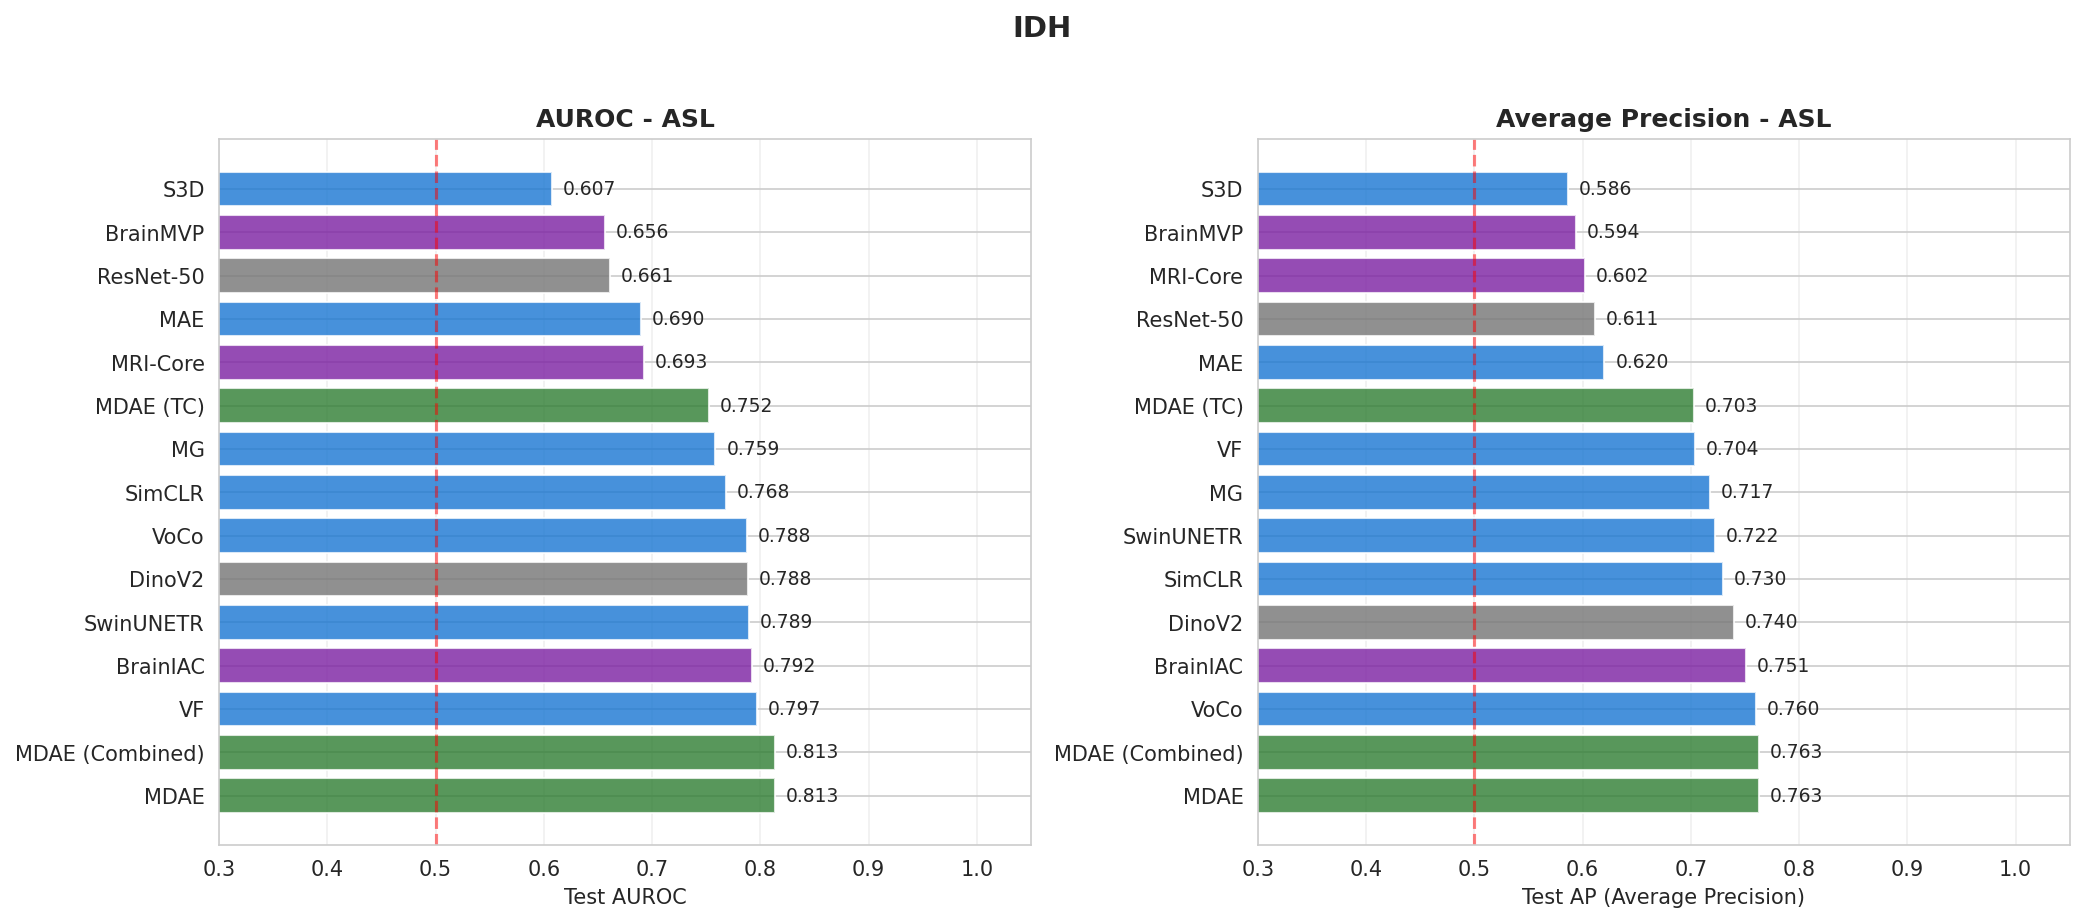 IDH
AUROC - ASL
S3D 0.607
BrainMVP 0.656
ResNet-50 0.661
MAE 0.690
MRI-Core 0.693
MDAE (TC) 0.752
MG 0.759
SimCLR 0.768
VoCo 0.788
DinoV2 0.788
SwinUNETR 0.789
BrainIAC 0.792
VF 0.797
MDAE (Combined) 0.813
MDAE 0.813
0.3 0.4 0.5 0.6 0.7 0.8 0.9 1.0
Test AUROC
Average Precision - ASL
S3D 0.586
BrainMVP 0.594
MRI-Core 0.602
ResNet-50 0.611
MAE 0.620
MDAE (TC) 0.703
VF 0.704
MG 0.717
SwinUNETR 0.722
SimCLR 0.730
DinoV2 0.740
BrainIAC 0.751
VoCo 0.760
MDAE (Combined) 0.763
MDAE 0.763
0.3 0.4 0.5 0.6 0.7 0.8 0.9 1.0
Test AP (Average Precision)